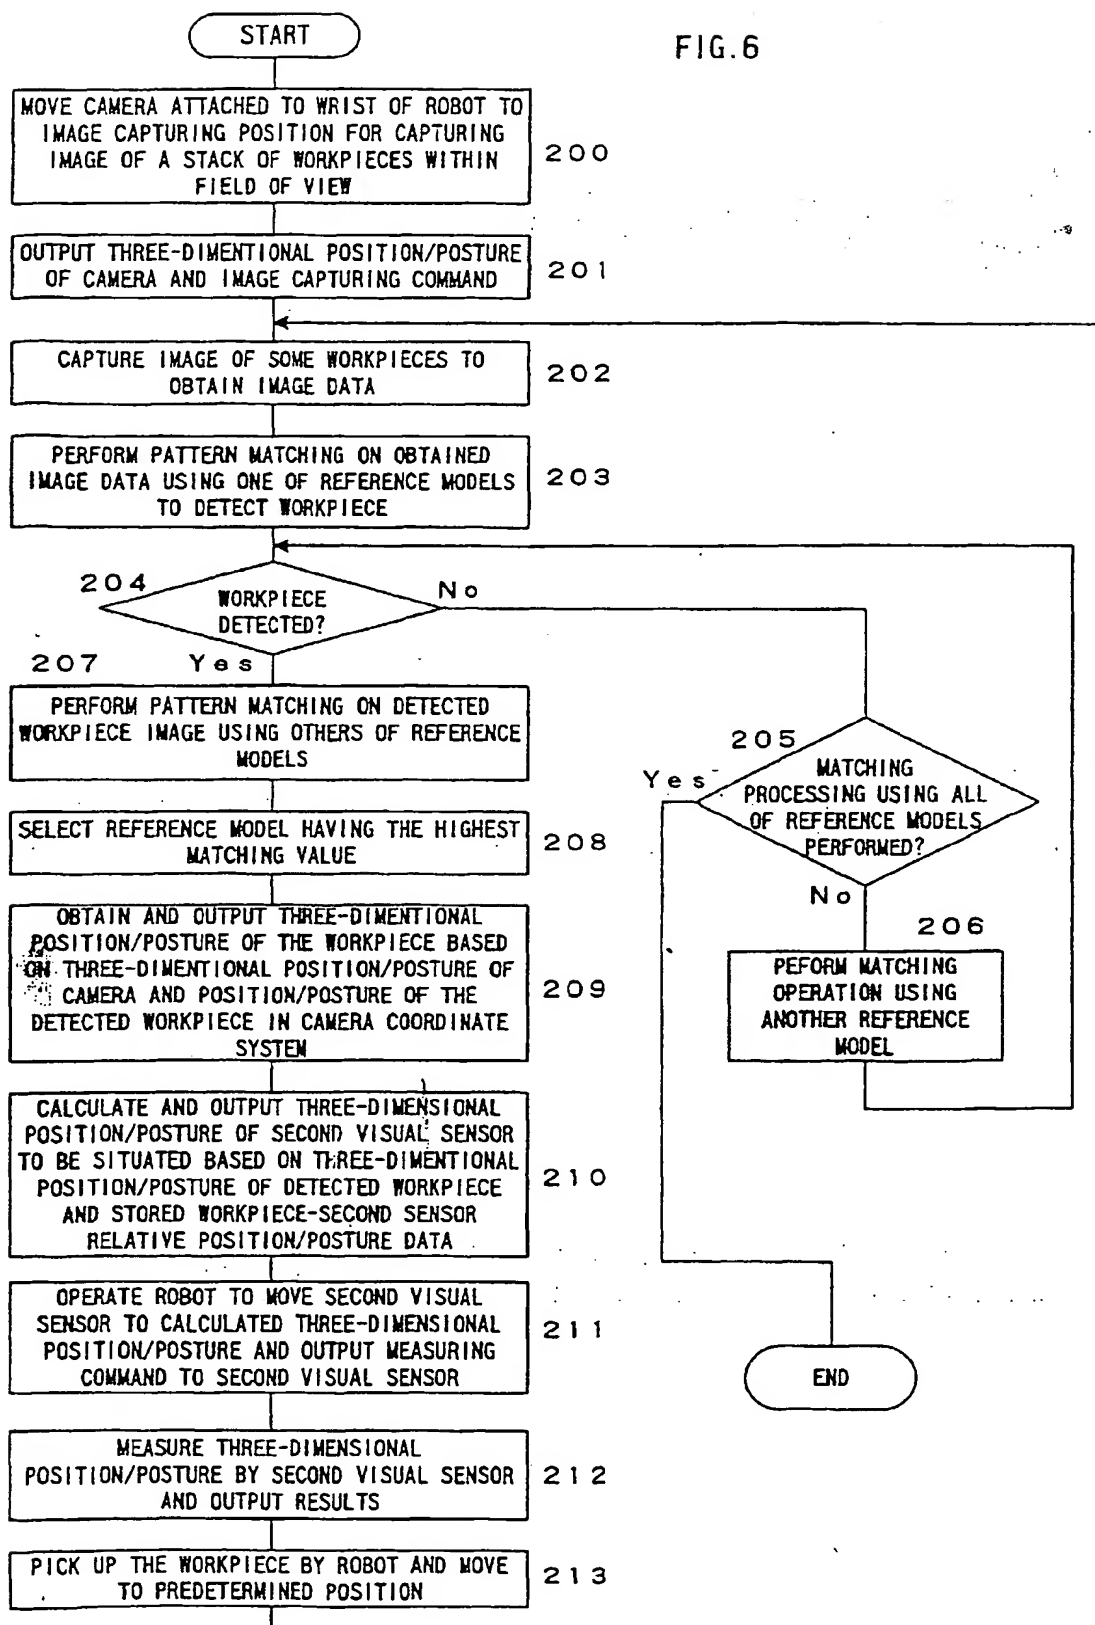 START
FIG.6
MOVE CAMERA ATTACHED TO WRIST OF ROBOT TO
IMAGE CAPTURING POSITION FOR CAPTURING
IMAGE OF A STACK OF WORKPIECES WITHIN
FIELD OF VIEW
200
OUTPUT THREE-DIMENTIONAL POSITION/POSTURE
OF CAMERA AND IMAGE CAPTURING COMMAND
201
CAPTURE IMAGE OF SOME WORKPIECES TO
OBTAIN IMAGE DATA
202
PERFORM PATTERN MATCHING ON OBTAINED
IMAGE DATA USING ONE OF REFERENCE MODELS
TO DETECT WORKPIECE
203
204
WORKPIECE
DETECTED?
No
Yes
207
PERFORM PATTERN MATCHING ON DETECTED
WORKPIECE IMAGE USING OTHERS OF REFERENCE
MODELS
205
Yes
MATCHING
PROCESSING USING ALL
OF REFERENCE MODELS
PERFORMED?
No
206
PEFORM MATCHING
OPERATION USING
ANOTHER REFERENCE
MODEL
SELECT REFERENCE MODEL HAVING THE HIGHEST
MATCHING VALUE
208
OBTAIN AND OUTPUT THREE-DIMENTIONAL
POSITION/POSTURE OF THE WORKPIECE BASED
ON THREE-DIMENTIONAL POSITION/POSTURE OF
CAMERA AND POSITION/POSTURE OF THE
DETECTED WORKPIECE IN CAMERA COORDINATE
SYSTEM
209
CALCULATE AND OUTPUT THREE-DIMENSIONAL
POSITION/POSTURE OF SECOND VISUAL SENSOR
TO BE SITUATED BASED ON THREE-DIMENTIONAL
POSITION/POSTURE OF DETECTED WORKPIECE
AND STORED WORKPIECE-SECOND SENSOR
RELATIVE POSITION/POSTURE DATA
210
OPERATE ROBOT TO MOVE SECOND VISUAL
SENSOR TO CALCULATED THREE-DIMENSIONAL
POSITION/POSTURE AND OUTPUT MEASURING
COMMAND TO SECOND VISUAL SENSOR
211
END
MEASURE THREE-DIMENSIONAL
POSITION/POSTURE BY SECOND VISUAL SENSOR
AND OUTPUT RESULTS
212
PICK UP THE WORKPIECE BY ROBOT AND MOVE
TO PREDETERMINED POSITION
213